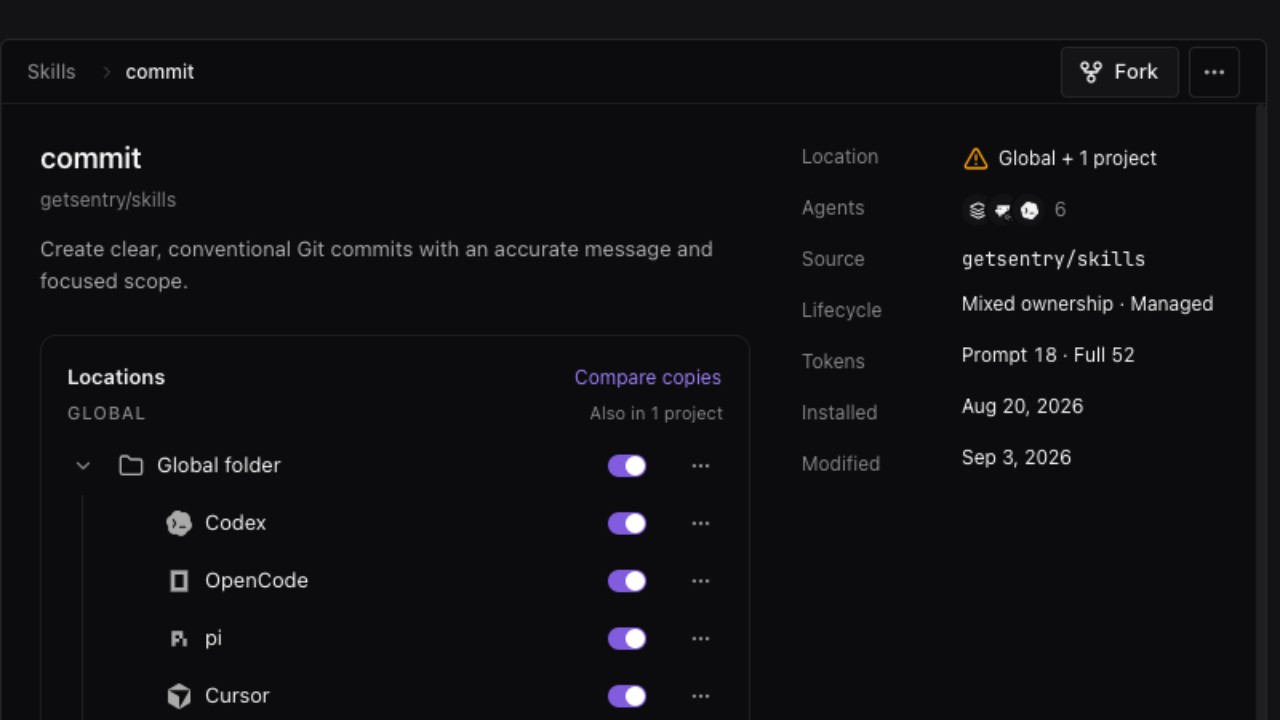 Skills
commit
Fork
commit
getsentry/skills
Create clear, conventional Git commits with an accurate message and
focused scope.
Locations
Compare copies
GLOBAL
Also in 1 project
Global folder
Codex
OpenCode
pi
Cursor
Location
Global + 1 project
Agents
6
Source
getsentry/skills
Lifecycle
Mixed ownership · Managed
Tokens
Prompt 18 · Full 52
Installed
Aug 20, 2026
Modified
Sep 3, 2026